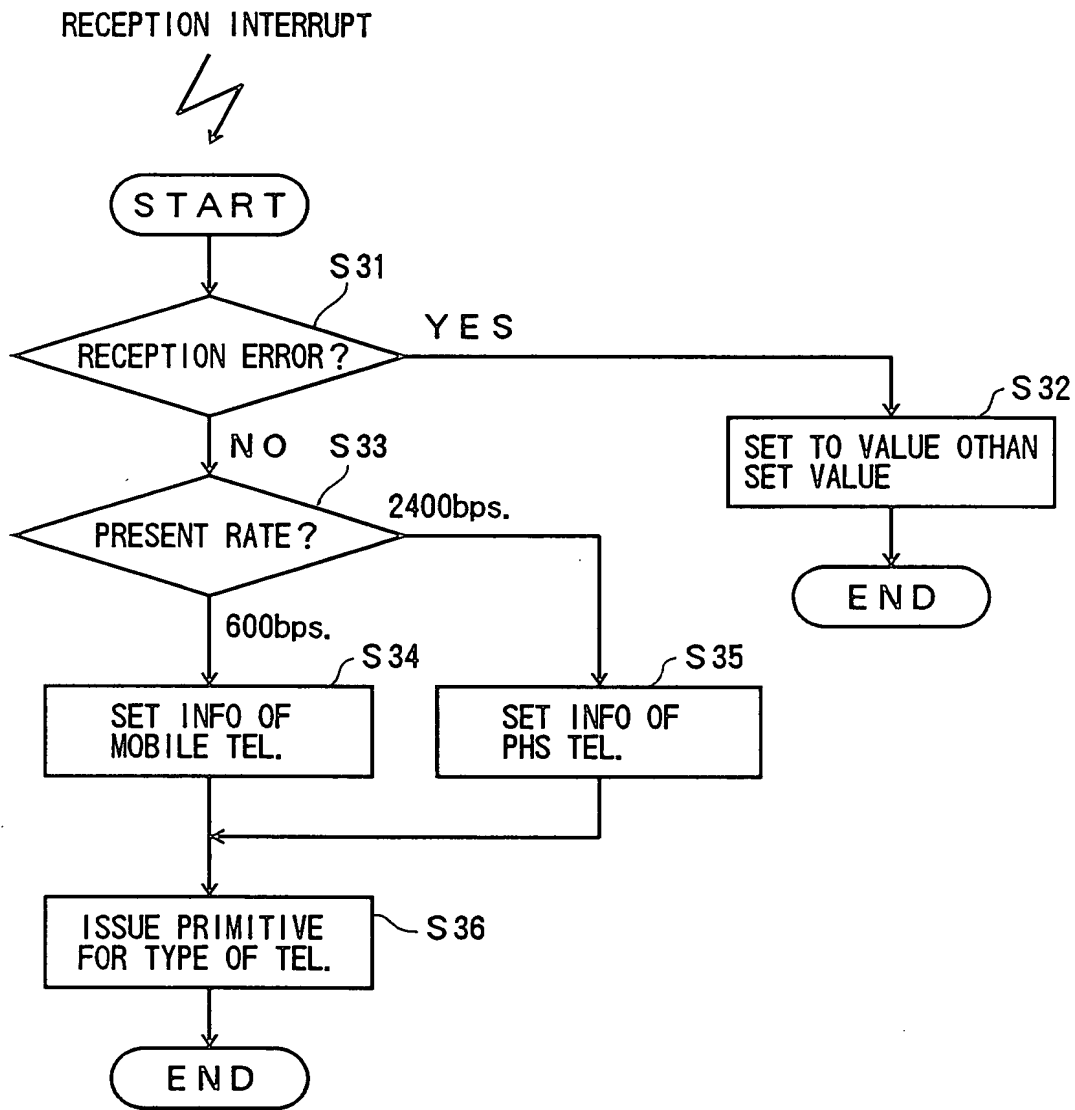 RECEPTION INTERRUPT
START
S31
RECEPTION ERROR?
YES
S32
SET TO VALUE OTHAN
SET VALUE
END
NO
S33
PRESENT RATE?
2400bps.
600bps.
S34
SET INFO OF
MOBILE TEL.
S35
SET INFO OF
PHS TEL.
ISSUE PRIMITIVE
FOR TYPE OF TEL.
S36
END